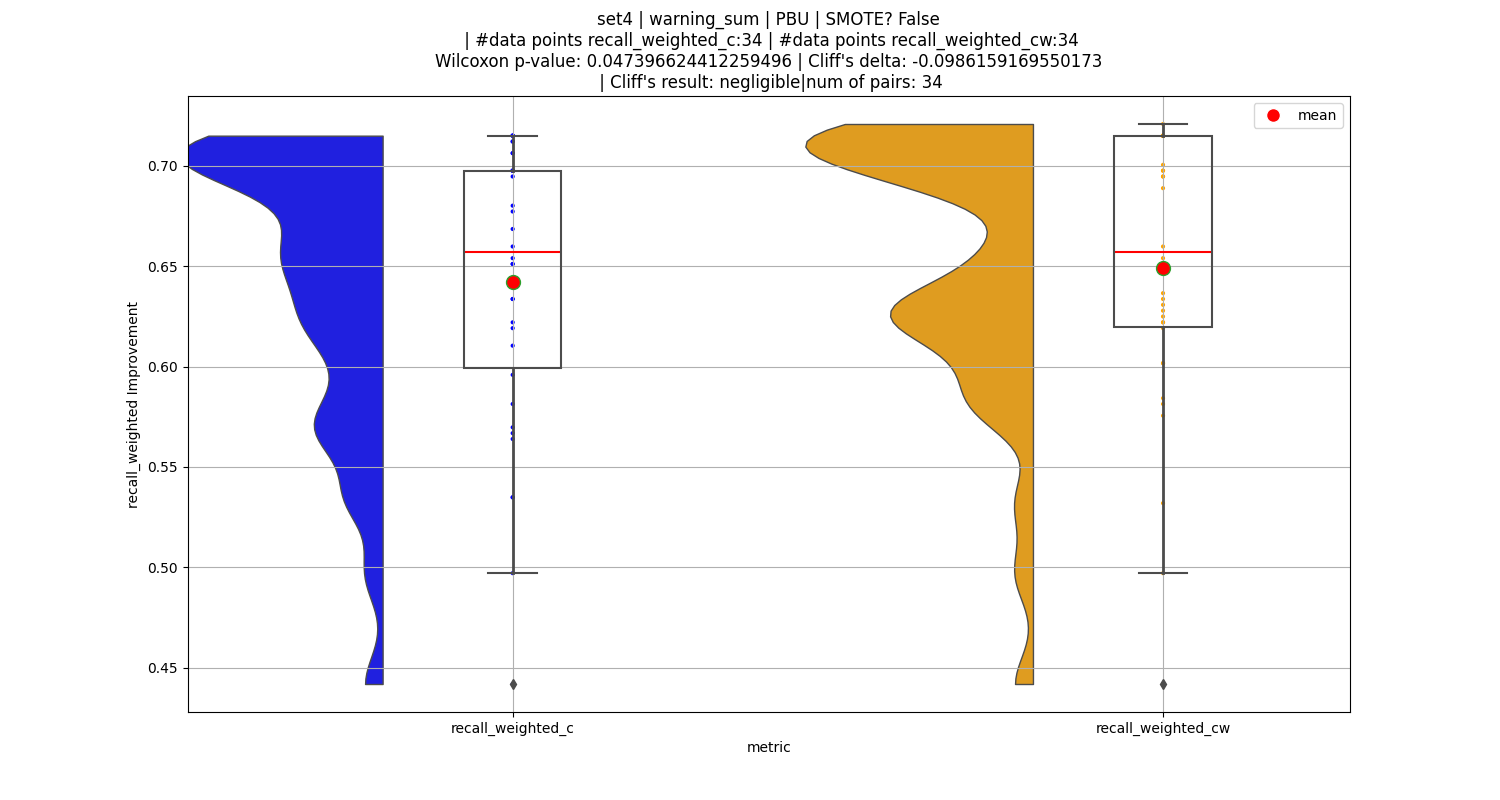 set4 | warning_sum | PBU | SMOTE? False
| #data points recall_weighted_c:34 | #data points recall_weighted_cw:34
Wilcoxon p-value: 0.047396624412259496 | Cliff's delta: -0.0986159169550173
| Cliff's result: negligible|num of pairs: 34
mean
0.70
0.65
0.60
0.55
0.50
0.45
recall_weighted Improvement
recall_weighted_c
recall_weighted_cw
metric